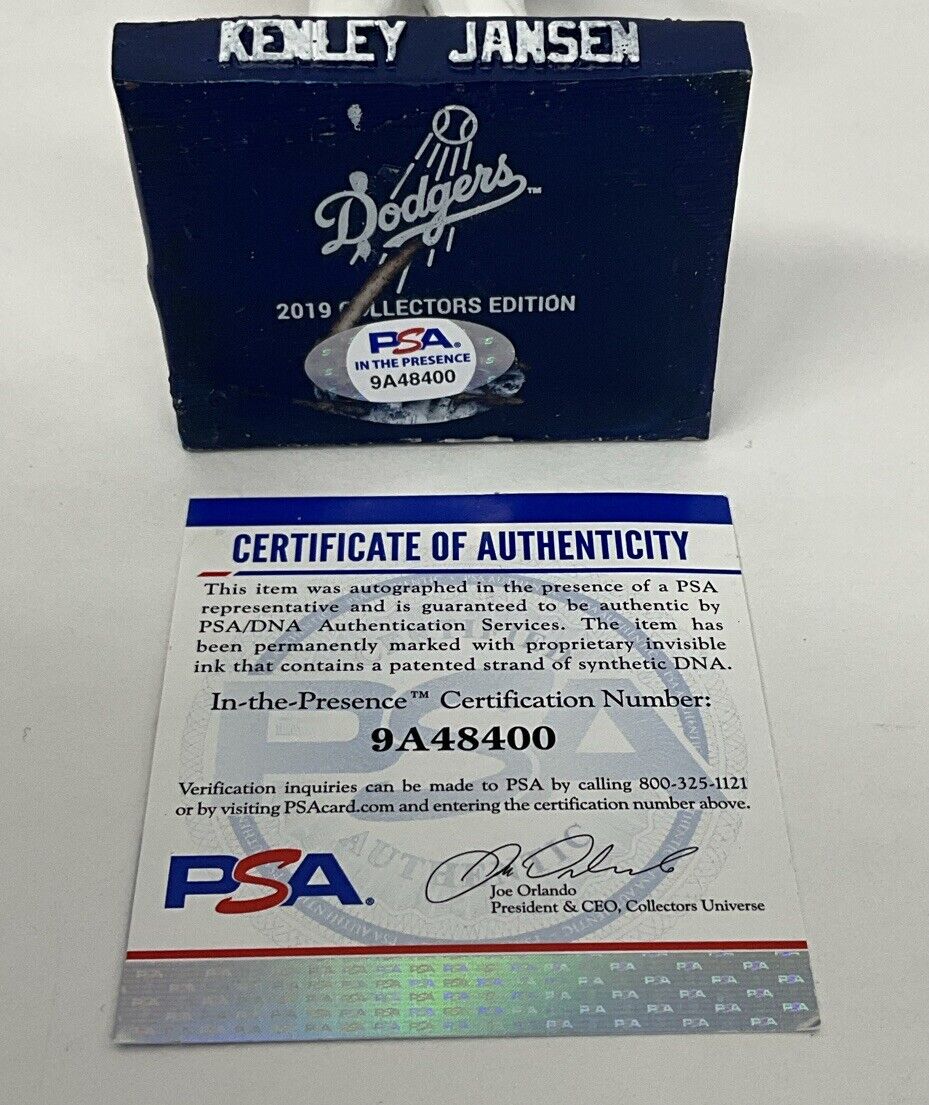 KENLEY JANSEN
Dodgers™
2019 COLLECTORS EDITION
PSA®
IN THE PRESENCE
9A48400
CERTIFICATE OF AUTHENTICITY
This item was autographed in the presence of a PSA
representative and is guaranteed to be authentic by
PSA/DNA Authentication Services. The item has
been permanently marked with proprietary invisible
ink that contains a patented strand of synthetic DNA.
In-the-Presence™ Certification Number:
9A48400
Verification inquiries can be made to PSA by calling 800-325-1121
or by visiting PSAcard.com and entering the certification number above.
PSA®
Joe Orlando
President & CEO, Collectors Universe